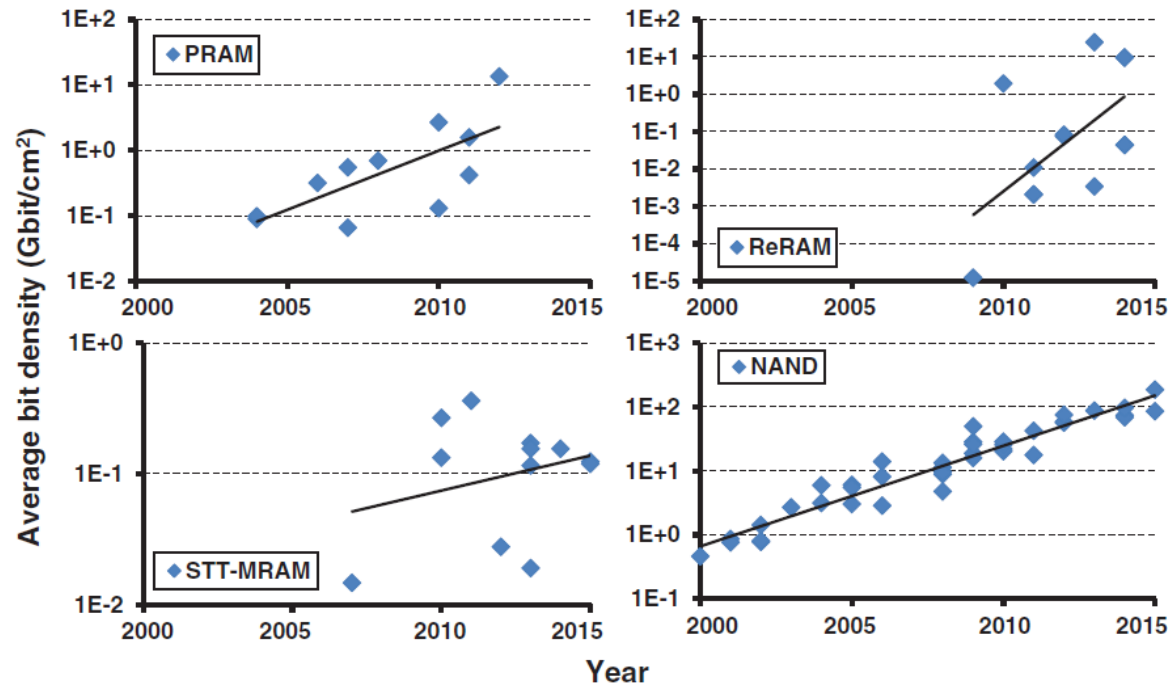 Average bit density (Gbit/cm²)
1E+2
1E+1
1E+0
1E-1
1E-2
PRAM
2000 2005 2010 2015
1E+2
1E+1
1E+0
1E-1
1E-2
1E-3
1E-4
1E-5
ReRAM
2000 2005 2010 2015
1E+0
1E-1
1E-2
STT-MRAM
2000 2005 2010 2015
1E+3
1E+2
1E+1
1E+0
1E-1
NAND
2000 2005 2010 2015
Year